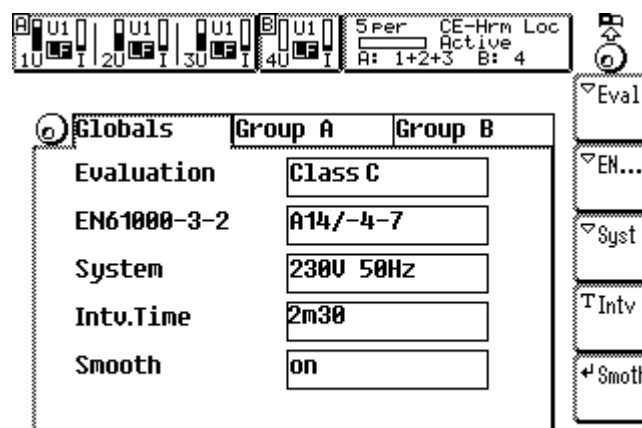 A U1 U1 U1 B U1 5 Per CE-Hrm Loc
LF LF LF LF Active
1U I 2U I 3U I 4U I A: 1+2+3 B: 4
Eval
Globals Group A Group B
Evaluation Class C
EN...
EN61000-3-2 A14/-4-7
Syst
System 230V 50Hz
Intv.Time 2m30
T Intv
Smooth on
Smoth